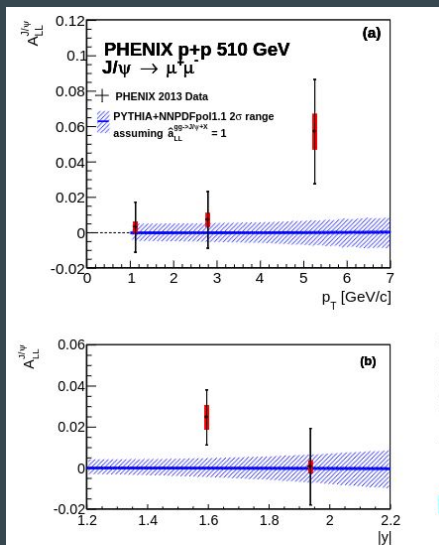 A_LL^J/ψ
0.12
(a)
PHENIX p+p 510 GeV
0.1
J/ψ → μ⁺μ⁻
0.08
PHENIX 2013 Data
PYTHIA+NNPDFpol1.1 2σ range
0.06
assuming â_LL^gg->J/ψ+X = 1
0.04
0.02
0
-0.02
0 1 2 3 4 5 6 7
p_T [GeV/c]
A_LL^J/ψ
0.06
(b)
0.04
0.02
0
-0.02
1.2 1.4 1.6 1.8 2 2.2
|y|